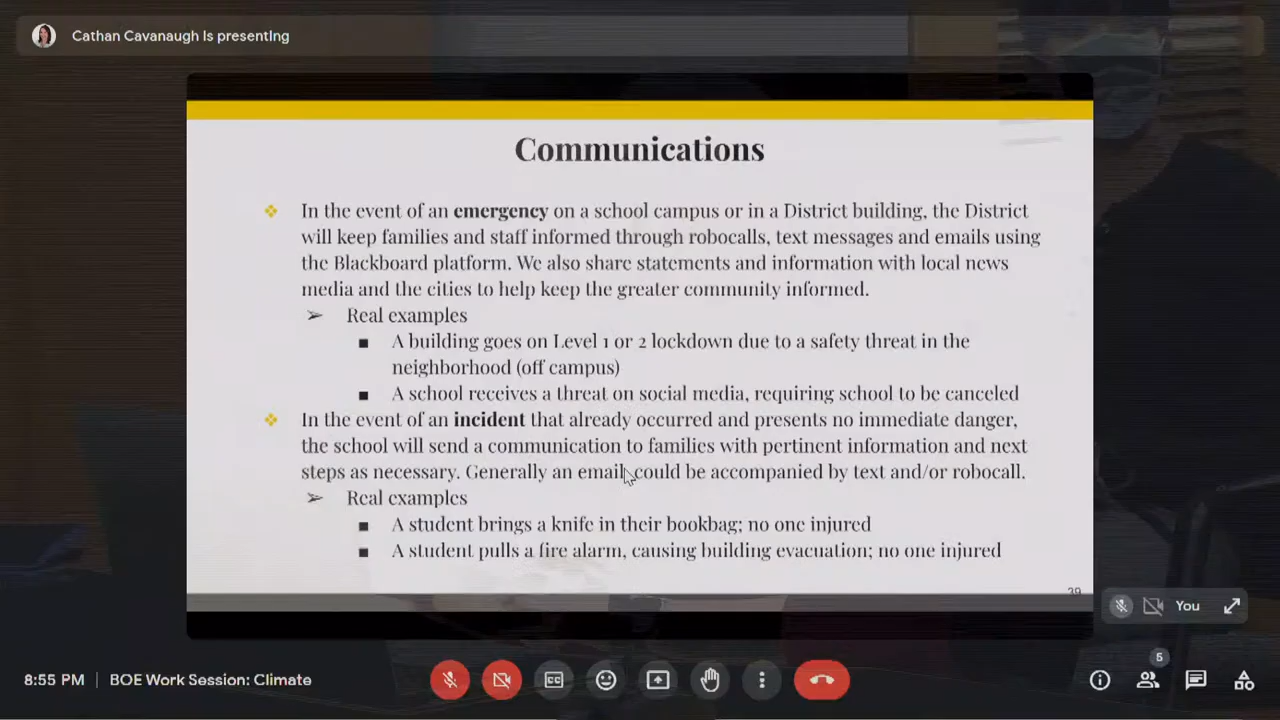 Cathan Cavanaugh is presenting
Communications
In the event of an emergency on a school campus or in a District building, the District
will keep families and staff informed through robocalls, text messages and emails using
the Blackboard platform. We also share statements and information with local news
media and the cities to help keep the greater community informed.
Real examples
A building goes on Level 1 or 2 lockdown due to a safety threat in the
neighborhood (off campus)
A school receives a threat on social media, requiring school to be canceled
In the event of an incident that already occurred and presents no immediate danger,
the school will send a communication to families with pertinent information and next
steps as necessary. Generally an email could be accompanied by text and/or robocall.
Real examples
A student brings a knife in their bookbag; no one injured
A student pulls a fire alarm, causing building evacuation; no one injured
39
You
5
8:55 PM | BOE Work Session: Climate